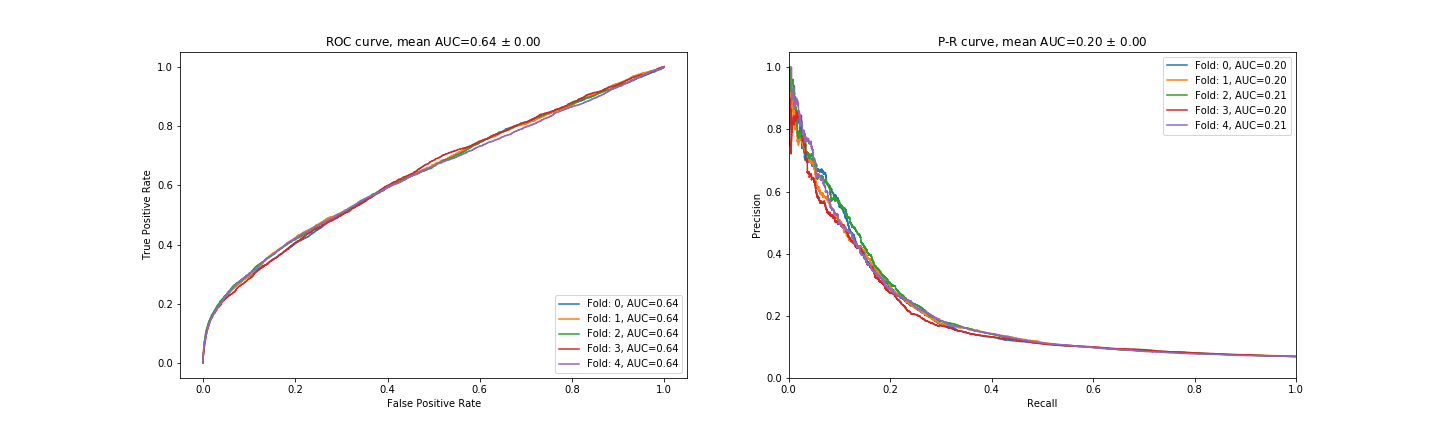 ROC curve, mean AUC=0.64 ± 0.00
True Positive Rate
1.0
0.8
0.6
0.4
0.2
0.0
0.0 0.2 0.4 0.6 0.8 1.0
False Positive Rate
Fold: 0, AUC=0.64
Fold: 1, AUC=0.64
Fold: 2, AUC=0.64
Fold: 3, AUC=0.64
Fold: 4, AUC=0.64
P-R curve, mean AUC=0.20 ± 0.00
Precision
1.0
0.8
0.6
0.4
0.2
0.0
0.0 0.2 0.4 0.6 0.8 1.0
Recall
Fold: 0, AUC=0.20
Fold: 1, AUC=0.20
Fold: 2, AUC=0.21
Fold: 3, AUC=0.20
Fold: 4, AUC=0.21